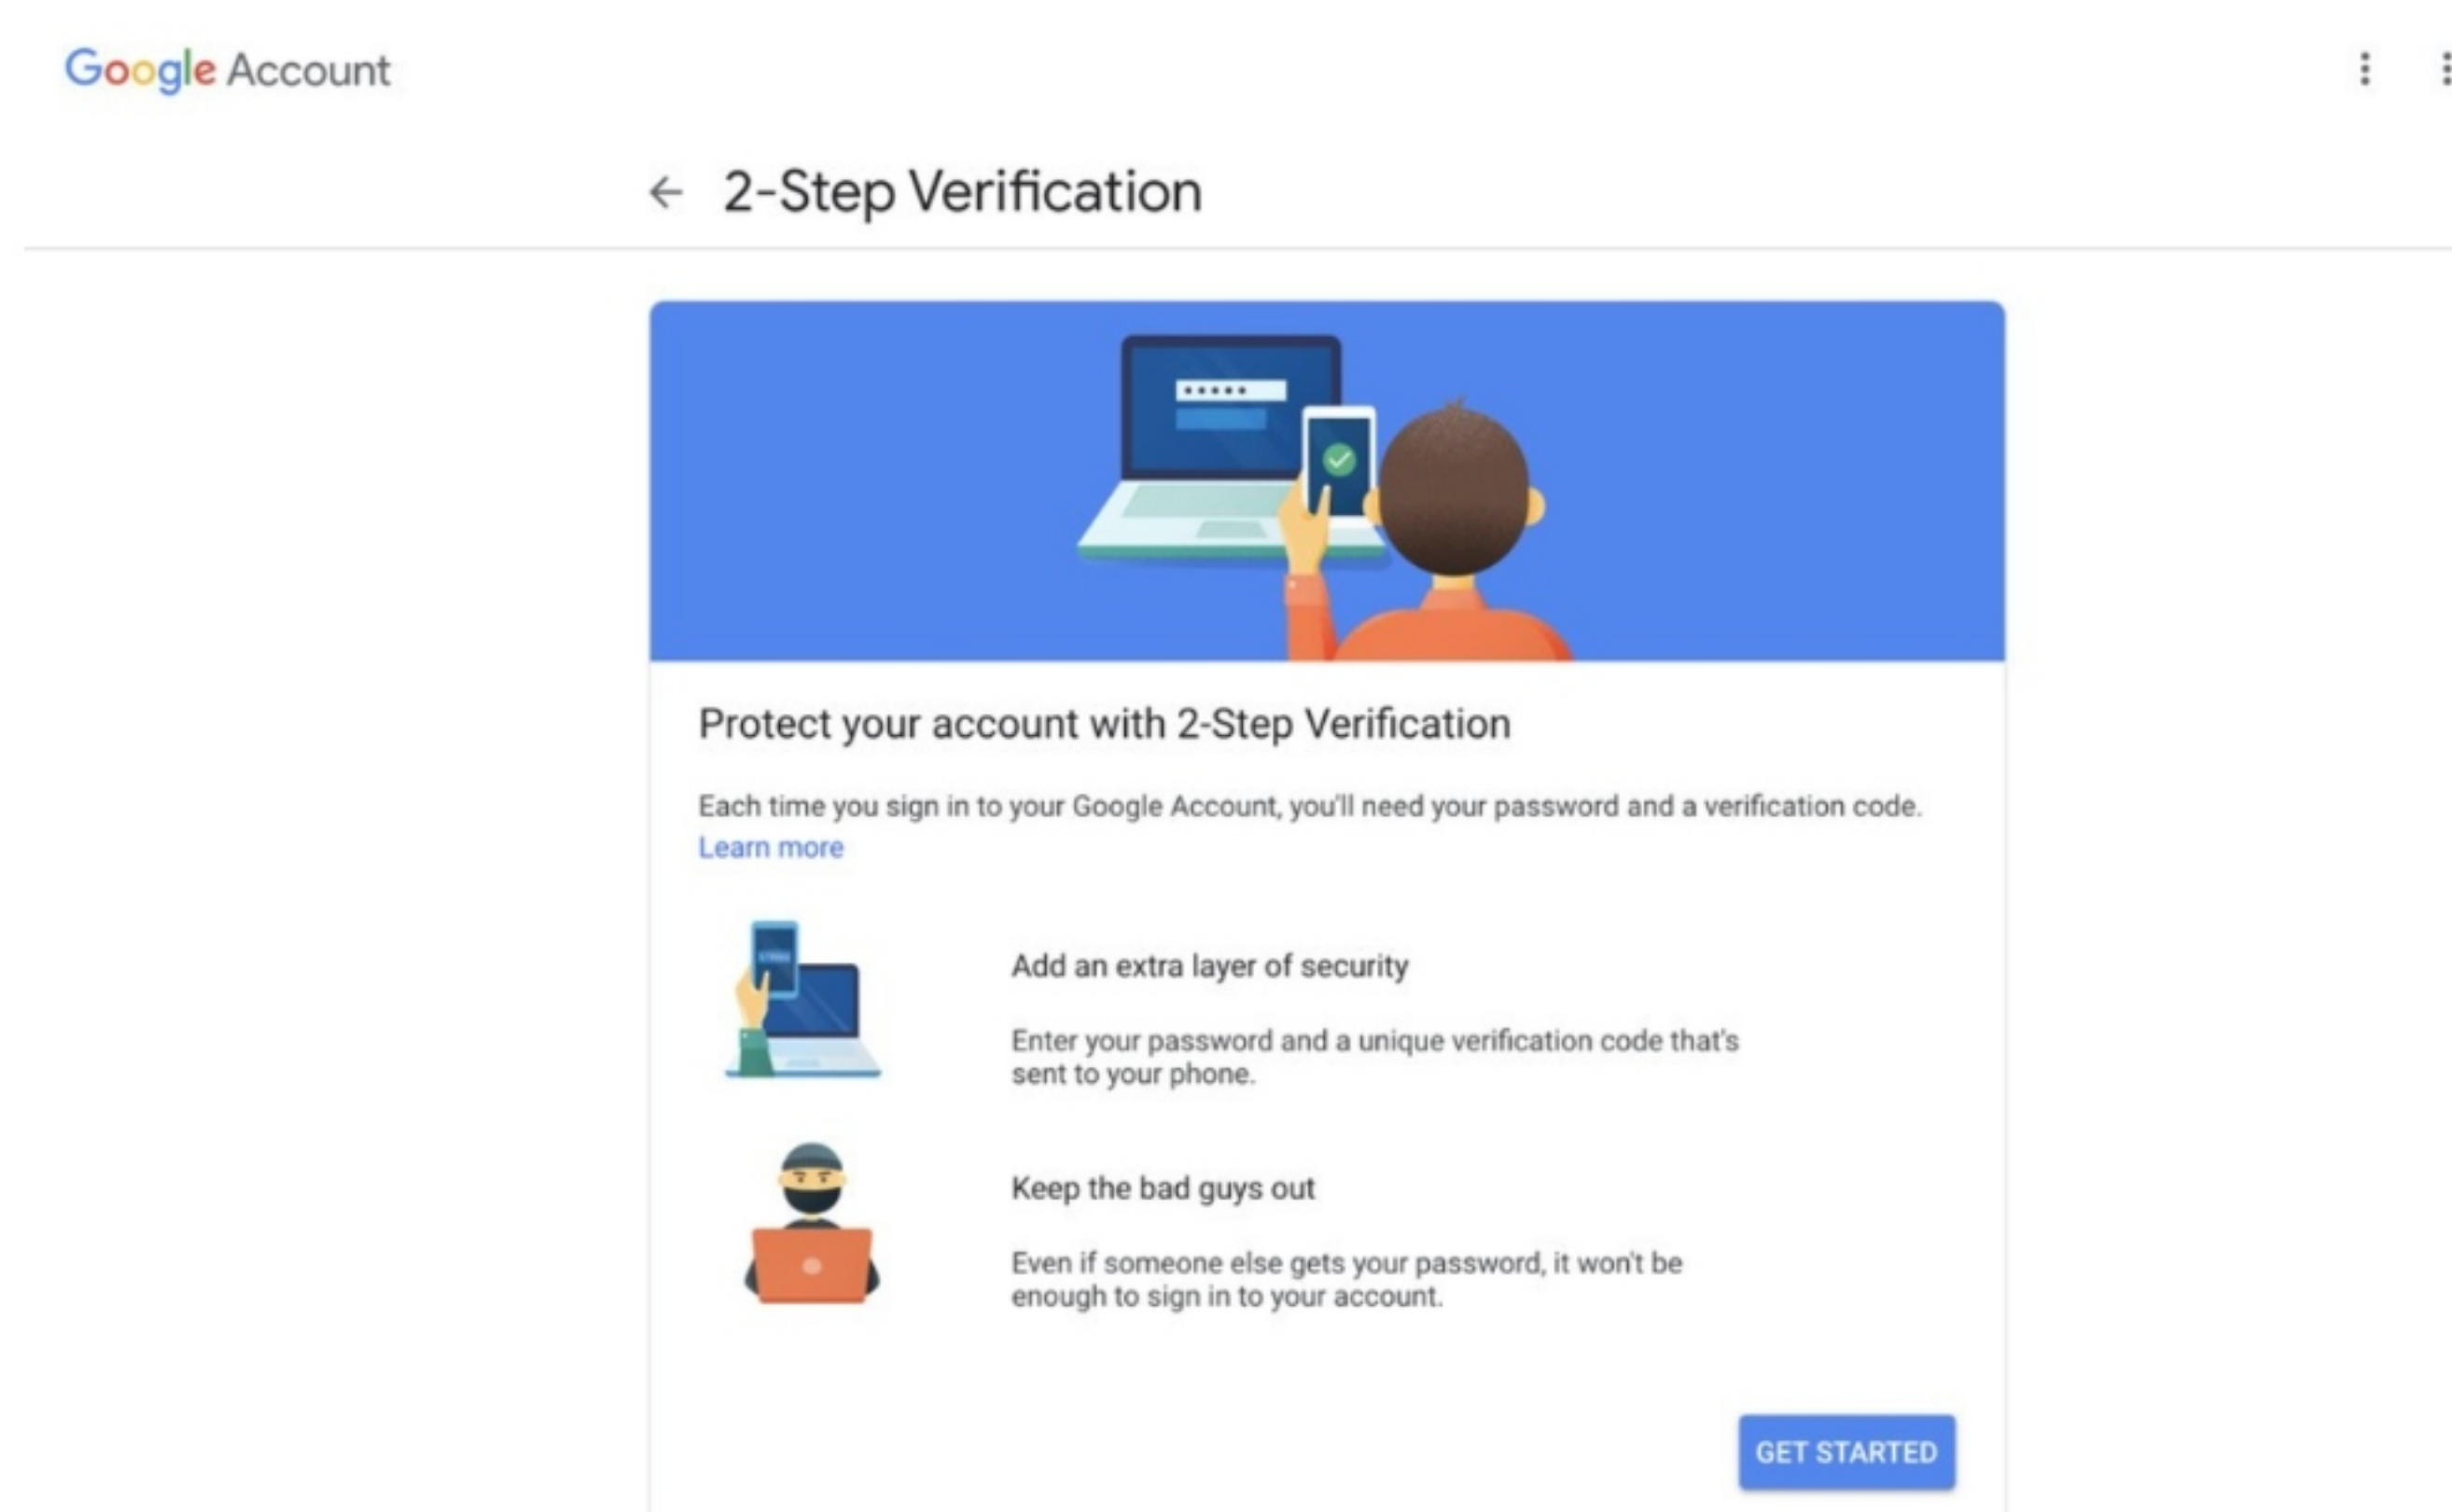 Google Account
2-Step Verification
Protect your account with 2-Step Verification
Each time you sign in to your Google Account, you'll need your password and a verification code.
Learn more
Add an extra layer of security
Enter your password and a unique verification code that's
sent to your phone.
Keep the bad guys out
Even if someone else gets your password, it won't be
enough to sign in to your account.
GET STARTED